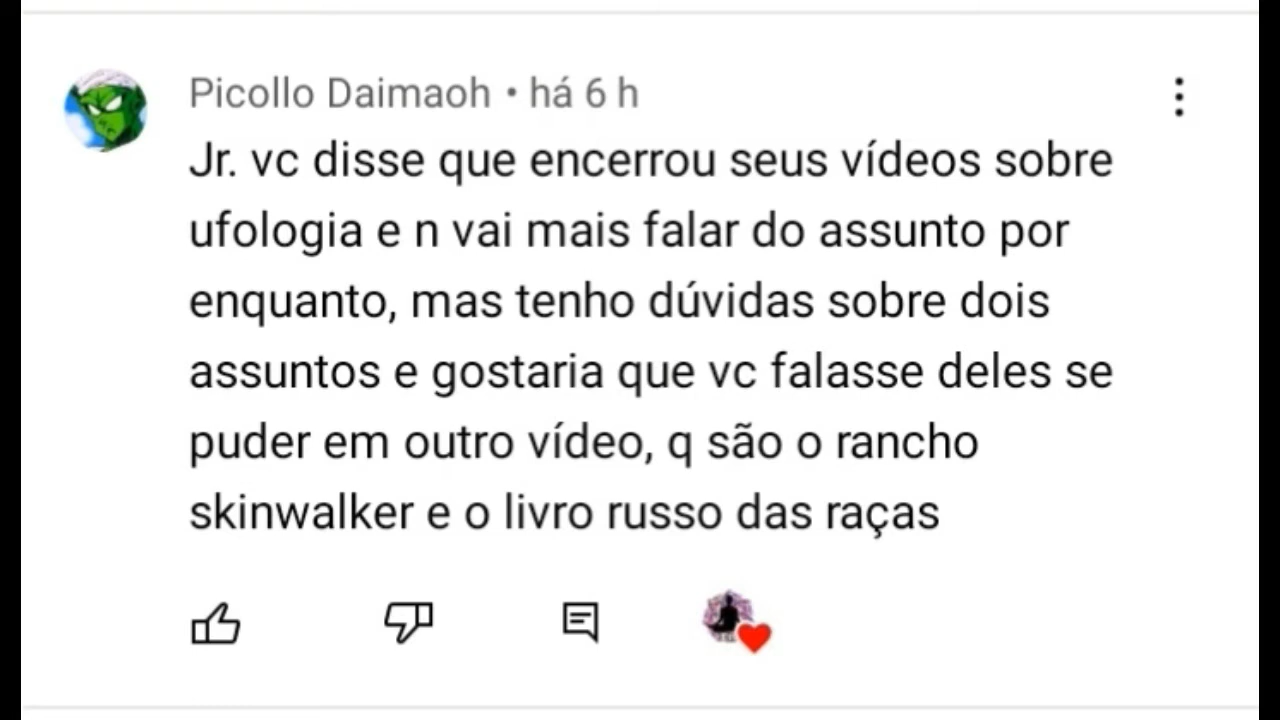 Picollo Daimaoh • há 6 h
Jr. vc disse que encerrou seus vídeos sobre
ufologia e n vai mais falar do assunto por
enquanto, mas tenho dúvidas sobre dois
assuntos e gostaria que vc falasse deles se
puder em outro vídeo, q são o rancho
skinwalker e o livro russo das raças